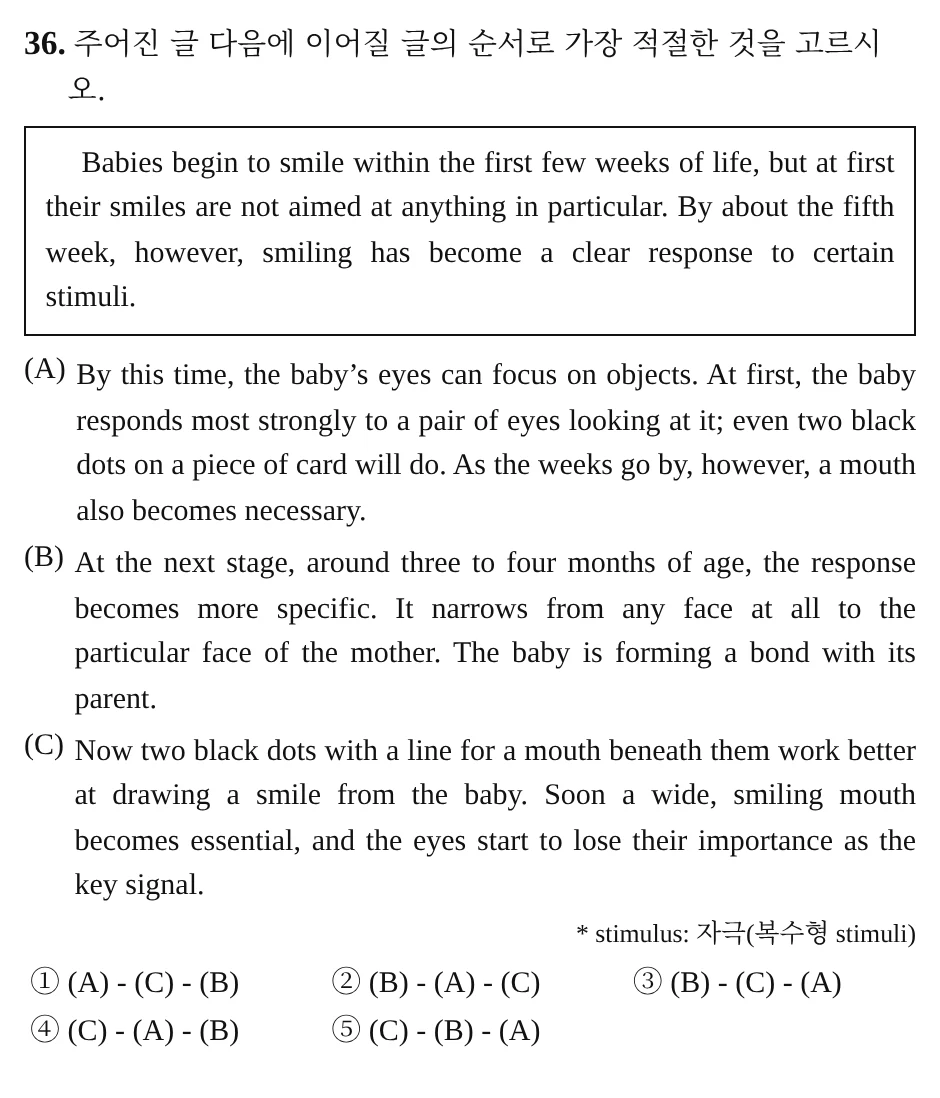 36. 주어진 글 다음에 이어질 글의 순서로 가장 적절한 것을 고르시
오.
Babies begin to smile within the first few weeks of life, but at first
their smiles are not aimed at anything in particular. By about the fifth
week, however, smiling has become a clear response to certain
stimuli.
(A) By this time, the baby’s eyes can focus on objects. At first, the baby
responds most strongly to a pair of eyes looking at it; even two black
dots on a piece of card will do. As the weeks go by, however, a mouth
also becomes necessary.
(B) At the next stage, around three to four months of age, the response
becomes more specific. It narrows from any face at all to the
particular face of the mother. The baby is forming a bond with its
parent.
(C) Now two black dots with a line for a mouth beneath them work better
at drawing a smile from the baby. Soon a wide, smiling mouth
becomes essential, and the eyes start to lose their importance as the
key signal.
* stimulus: 자극(복수형 stimuli)
① (A) - (C) - (B) ② (B) - (A) - (C) ③ (B) - (C) - (A)
④ (C) - (A) - (B) ⑤ (C) - (B) - (A)